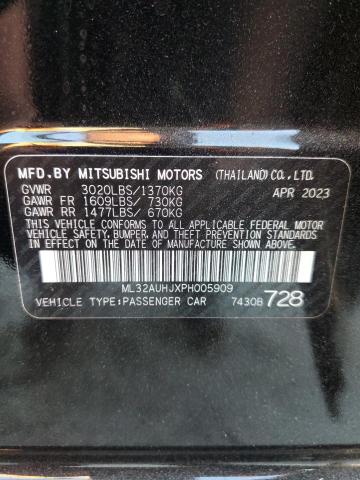 MFD.BY MITSUBISHI MOTORS (THAILAND) CO., LTD.
GVWR 3020LBS/1370KG APR 2023
GAWR FR 1609LBS/ 730KG
GAWR RR 1477LBS/ 670KG
THIS VEHICLE CONFORMS TO ALL APPLICABLE FEDERAL MOTOR
VEHICLE SAFETY, BUMPER, AND THEFT PREVENTION
STANDARDS IN EFFECT ON THE DATE OF MANUFACTURE SHOWN ABOVE.
ML32AUHJXPH005909
VEHICLE TYPE:PASSENGER CAR 7430B 728